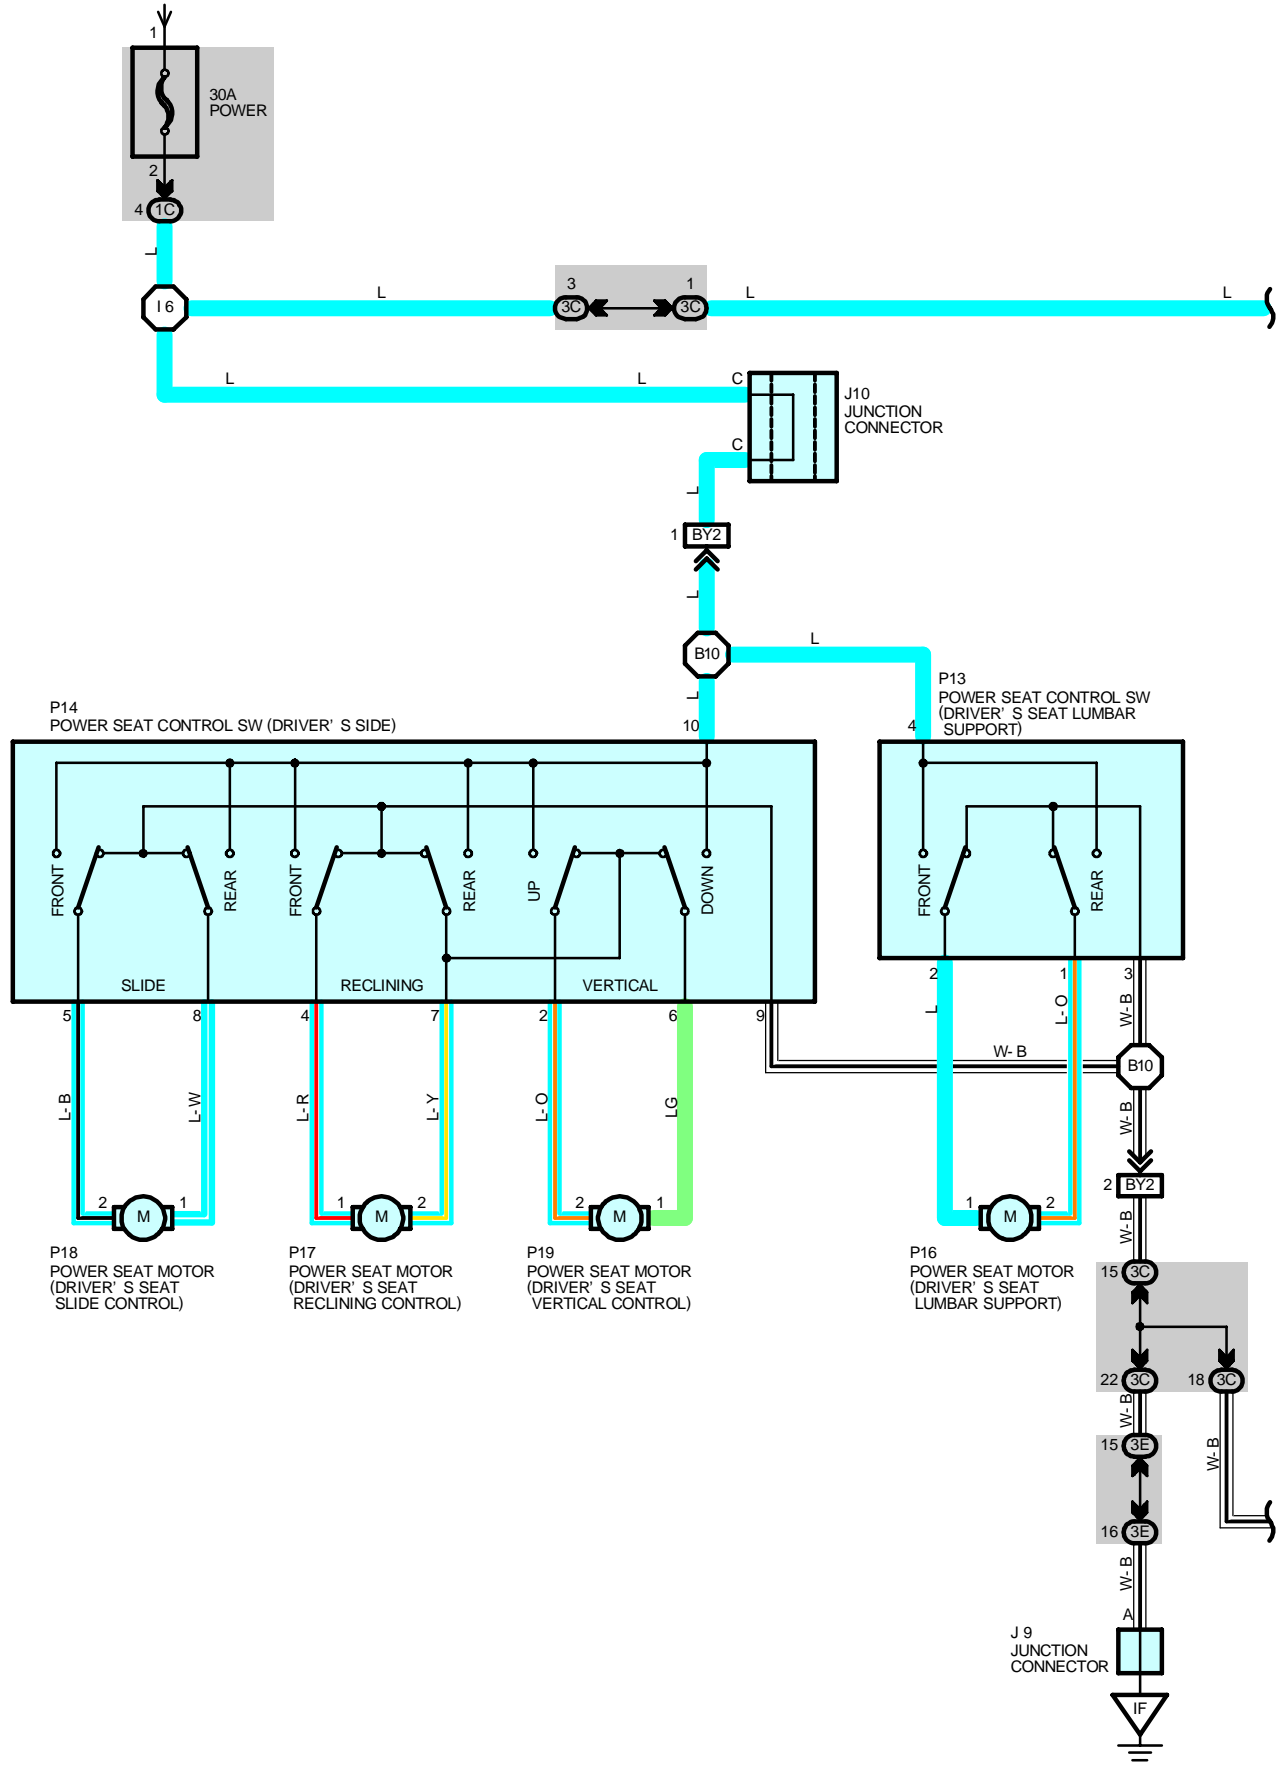 1
30A
POWER
2
4 1C
L
I 6
L
3
3C
1
3C
L
L
L
L
C
J10
JUNCTION
CONNECTOR
C
L
1 BY2
L
B10
L
L
P14
POWER SEAT CONTROL SW (DRIVER' S SIDE)
10
P13
POWER SEAT CONTROL SW
(DRIVER' S SEAT LUMBAR
SUPPORT)
4
FRONT
REAR
FRONT
REAR
UP
DOWN
FRONT
REAR
SLIDE
RECLINING
VERTICAL
5
8
4
7
2
6
9
2
1
3
L
L- O
W- B
W- B
B10
L- B
L- W
L- R
L- Y
L- O
LG
W- B
2 BY2
2
M
1
1
M
2
2
M
1
1
M
2
W- B
P18
POWER SEAT MOTOR
(DRIVER' S SEAT
SLIDE CONTROL)
P17
POWER SEAT MOTOR
(DRIVER' S SEAT
RECLINING CONTROL)
P19
POWER SEAT MOTOR
(DRIVER' S SEAT
VERTICAL CONTROL)
P16
POWER SEAT MOTOR
(DRIVER' S SEAT
LUMBAR SUPPORT)
15 3C
22 3C
18 3C
W- B
15 3E
W- B
16 3E
W- B
A
J 9
JUNCTION
CONNECTOR
IF